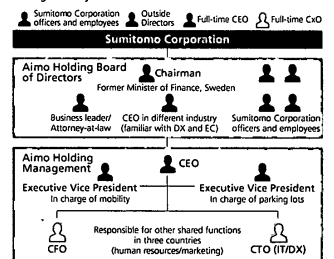 Sumitomo Corporation officers and employees
Outside Directors
Full-time CEO
Full-time CxO
Sumitomo Corporation
Aimo Holding Board of Directors
Chairman
Former Minister of Finance, Sweden
Business leader/
Attorney-at-law
CEO in different industry
(familiar with DX and EC)
Sumitomo Corporation
officers and employees
Aimo Holding
Management
CEO
Executive Vice President
In charge of mobility
Executive Vice President
In charge of parking lots
CFO
Responsible for other shared functions
in three countries
(human resources/marketing)
CTO (IT/DX)